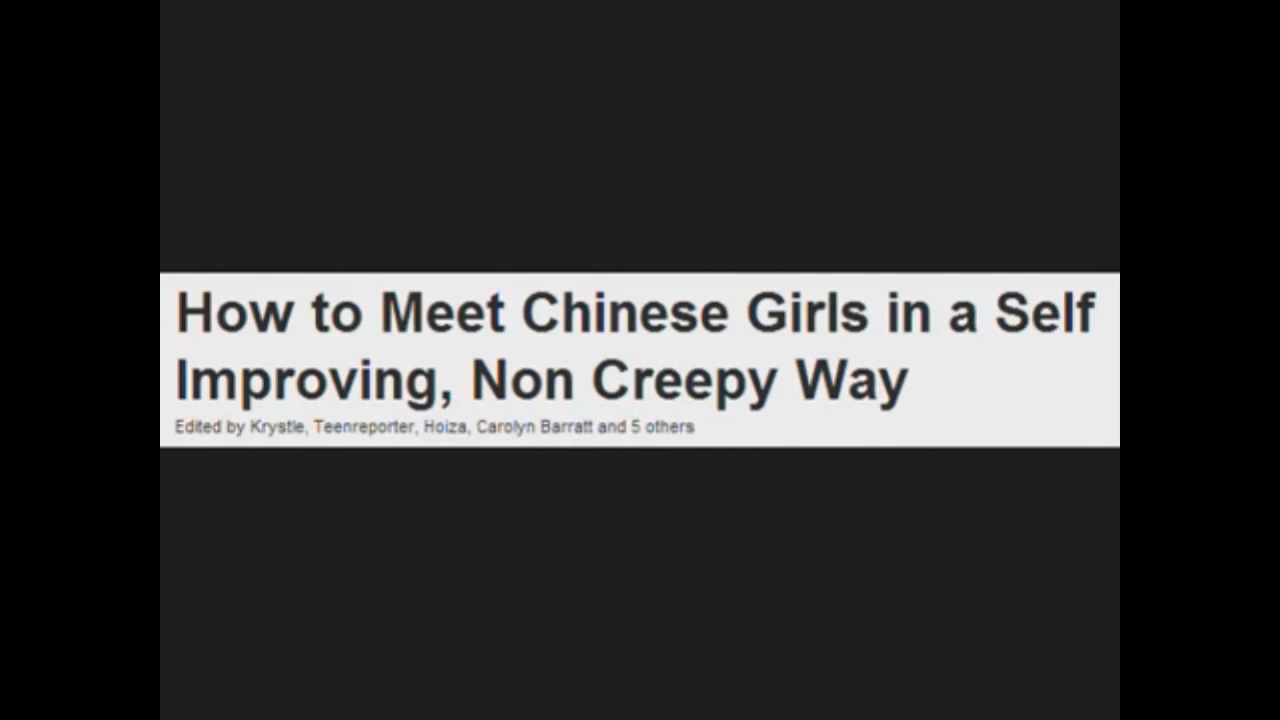 How to Meet Chinese Girls in a Self
Improving, Non Creepy Way
Edited by Krystle, Teenreporter, Hoiza, Carolyn Barratt and 5 others